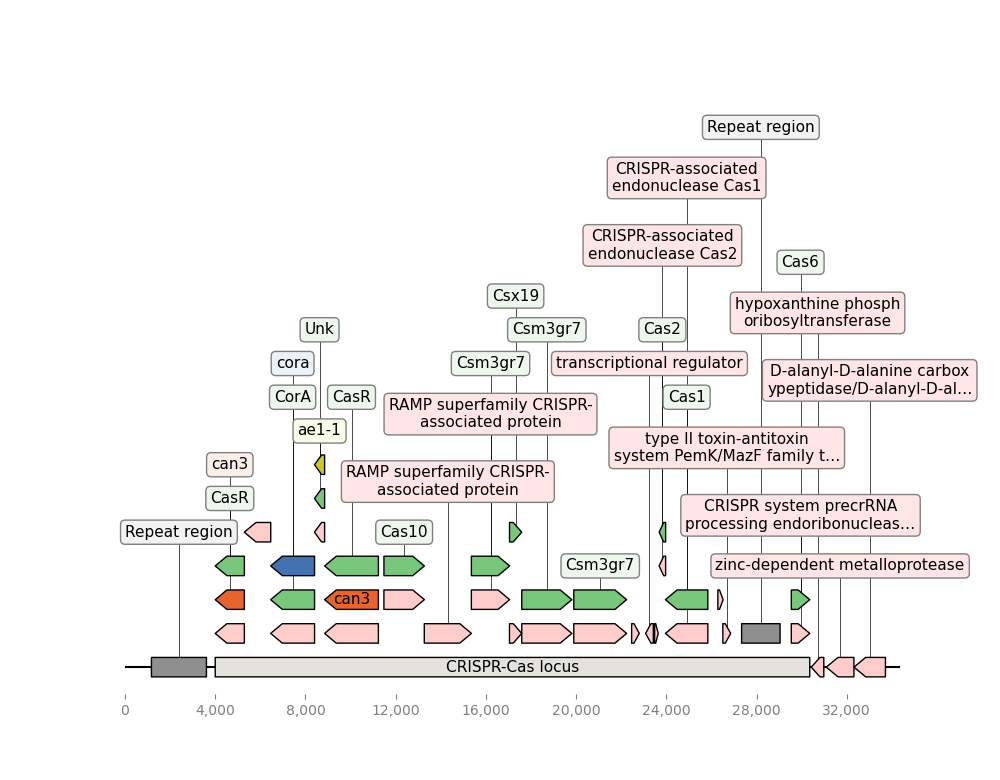 Repeat region
CRISPR-associated
endonuclease Cas1
CRISPR-associated
endonuclease Cas2
Cas6
Csx19
hypoxanthine phosph
oribosyltransferase
Unk
Csm3gr7
Cas2
cora
Csm3gr7
transcriptional regulator
D-alanyl-D-alanine carbox
ypeptidase/D-alanyl-D-al…
CorA
CasR
RAMP superfamily CRISPR-
associated protein
Cas1
ae1-1
type II toxin-antitoxin
system PemK/MazF family t…
can3
RAMP superfamily CRISPR-
associated protein
CasR
CRISPR system precrRNA
processing endoribonucleas…
Repeat region
Cas10
Csm3gr7
zinc-dependent metalloprotease
can3
CRISPR-Cas locus
0
4,000
8,000
12,000
16,000
20,000
24,000
28,000
32,000